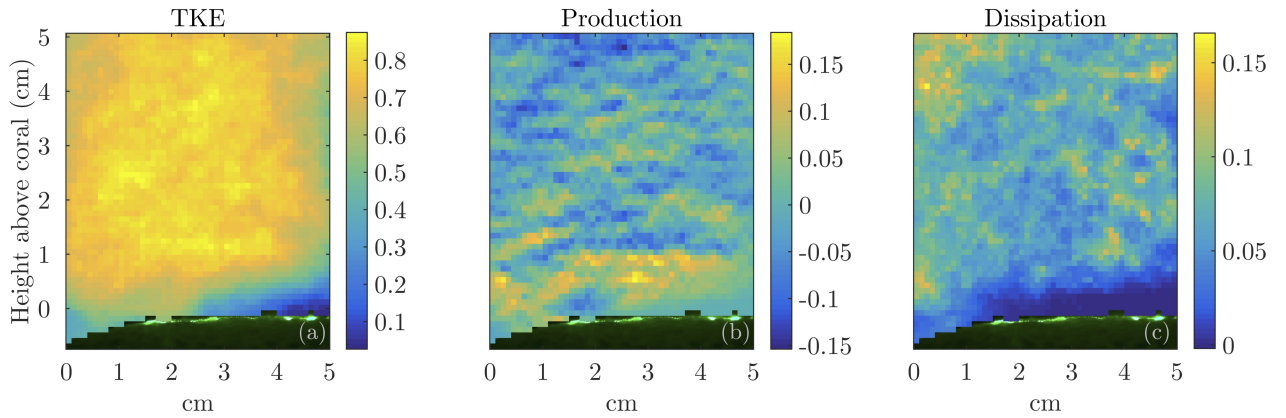 TKE
Production
Dissipation
Height above coral (cm)
5
4
3
2
1
0
0.8
0.7
0.6
0.5
0.4
0.3
0.2
0.1
0.15
0.1
0.05
0
-0.05
-0.1
-0.15
0.15
0.1
0.05
0
(a)
(b)
(c)
0 1 2 3 4 5
0 1 2 3 4 5
0 1 2 3 4 5
cm
cm
cm